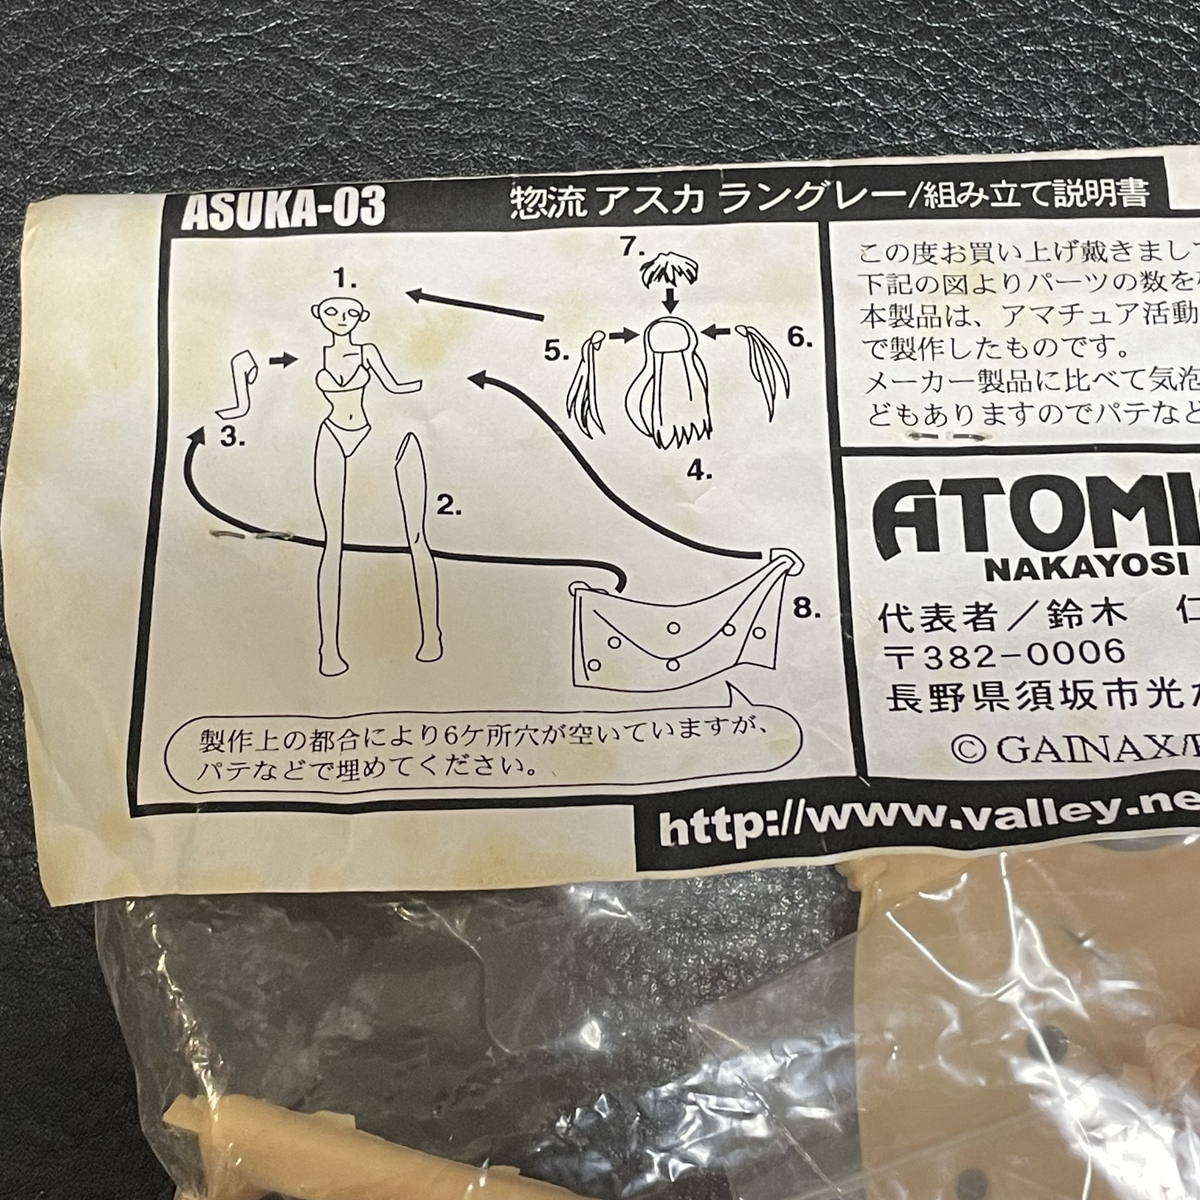 ASUKA-03
惣流 アスカ ラングレー/組み立て説明書
1.
2.
3.
4.
5.
6.
7.
8.
製作上の都合により6ケ所穴が空いていますが、
パテなどで埋めてください。
この度お買い上げ戴きまして
下記の図よりパーツの数を
本製品は、アマチュア活動
で製作したものです。
メーカー製品に比べて気泡
どもありますのでパテなど
ATOMI
NAKAYOSI
代表者/鈴木 仁
〒382-0006
長野県須坂市光
© GAINAX/
http://www.valley.ne